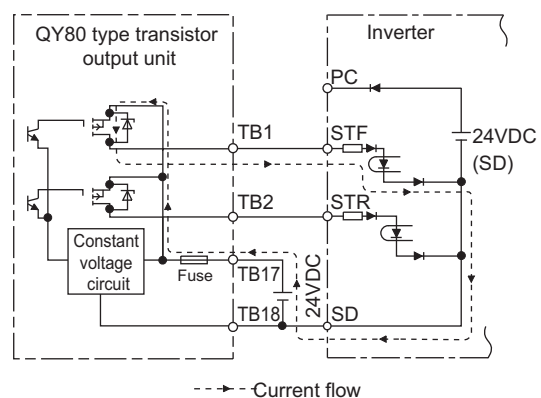 QY80 type transistor
output unit
Inverter
PC
TB1
STF
24VDC
(SD)
TB2
STR
Constant
voltage
circuit
Fuse
TB17
24VDC
TB18
SD
Current flow